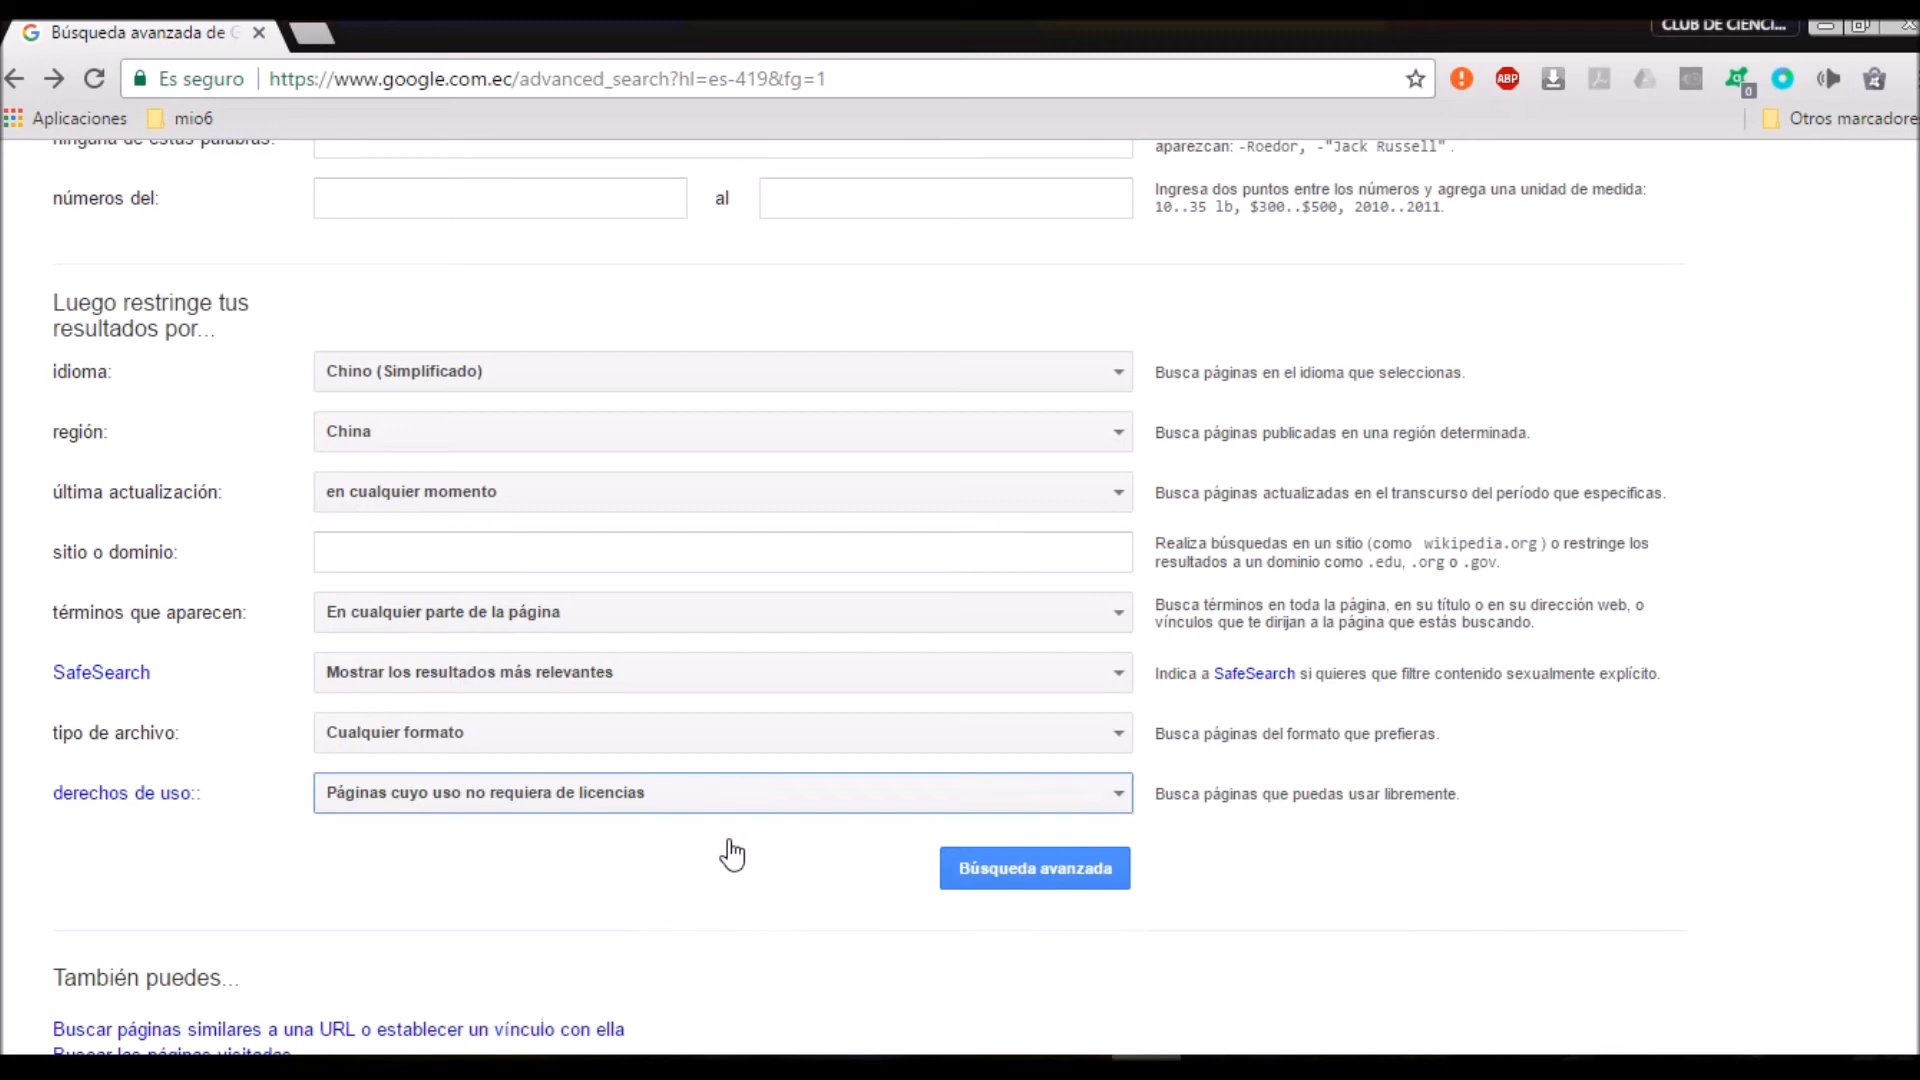 Búsqueda avanzada de G
CLUB DE CIENCI...
Es seguro
https://www.google.com.ec/advanced_search?hl=es-419&fg=1
ABP
0
Aplicaciones
mio6
Otros marcadore
ninguna de estas palabras:
aparezcan: -Roedor, -"Jack Russell".
números del:
al
Ingresa dos puntos entre los números y agrega una unidad de medida:
10..35 lb, $300..$500, 2010..2011.
Luego restringe tus
resultados por...
idioma:
Chino (Simplificado)
Busca páginas en el idioma que seleccionas.
región:
China
Busca páginas publicadas en una región determinada.
última actualización:
en cualquier momento
Busca páginas actualizadas en el transcurso del período que especificas.
sitio o dominio:
Realiza búsquedas en un sitio (como wikipedia.org) o restringe los
resultados a un dominio como .edu, .org o .gov.
términos que aparecen:
En cualquier parte de la página
Busca términos en toda la página, en su título o en su dirección web, o
vínculos que te dirijan a la página que estás buscando.
SafeSearch
Mostrar los resultados más relevantes
Indica a SafeSearch si quieres que filtre contenido sexualmente explícito.
tipo de archivo:
Cualquier formato
Busca páginas del formato que prefieras.
derechos de uso::
Páginas cuyo uso no requiera de licencias
Busca páginas que puedas usar libremente.
Búsqueda avanzada
También puedes...
Buscar páginas similares a una URL o establecer un vínculo con ella
Buscar las páginas visitadas